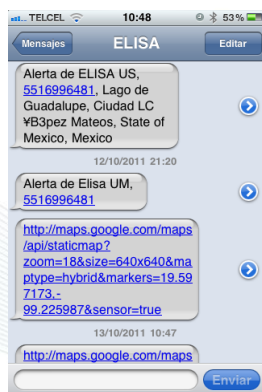 TELCEL 10:48 53%
Mensajes ELISA Editar
Alerta de ELISA US,
5516996481, Lago de
Guadalupe, Ciudad LC
¥B3pez Mateos, State of
Mexico, Mexico
12/10/2011 21:20
Alerta de Elisa UM,
5516996481
http://maps.google.com/maps
/api/staticmap?
zoom=18&size=640x640&ma
ptype=hybrid&markers=19.59
7173,-
99.225987&sensor=true
13/10/2011 10:47
http://maps.google.com/maps
Enviar